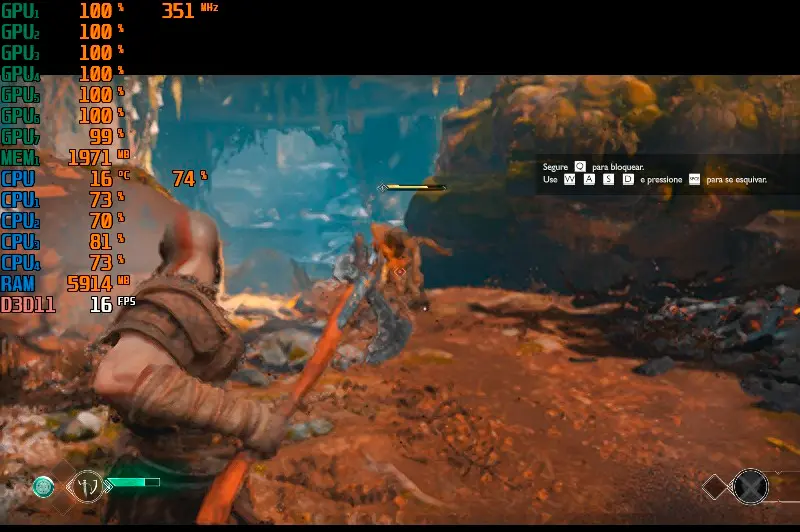 GPU1 100 % 351 MHz
GPU2 100 %
GPU3 100 %
GPU4 100 %
GPU5 100 %
GPU6 100 %
GPU7 99 %
MEM1 1971 MB
CPU 16 °C 74 %
CPU1 73 %
CPU2 70 %
CPU3 81 %
CPU4 73 %
RAM 5914 MB
D3D11 16 FPS
Segure Q para bloquear.
Use W A S D e pressione SPCE para se esquivar.